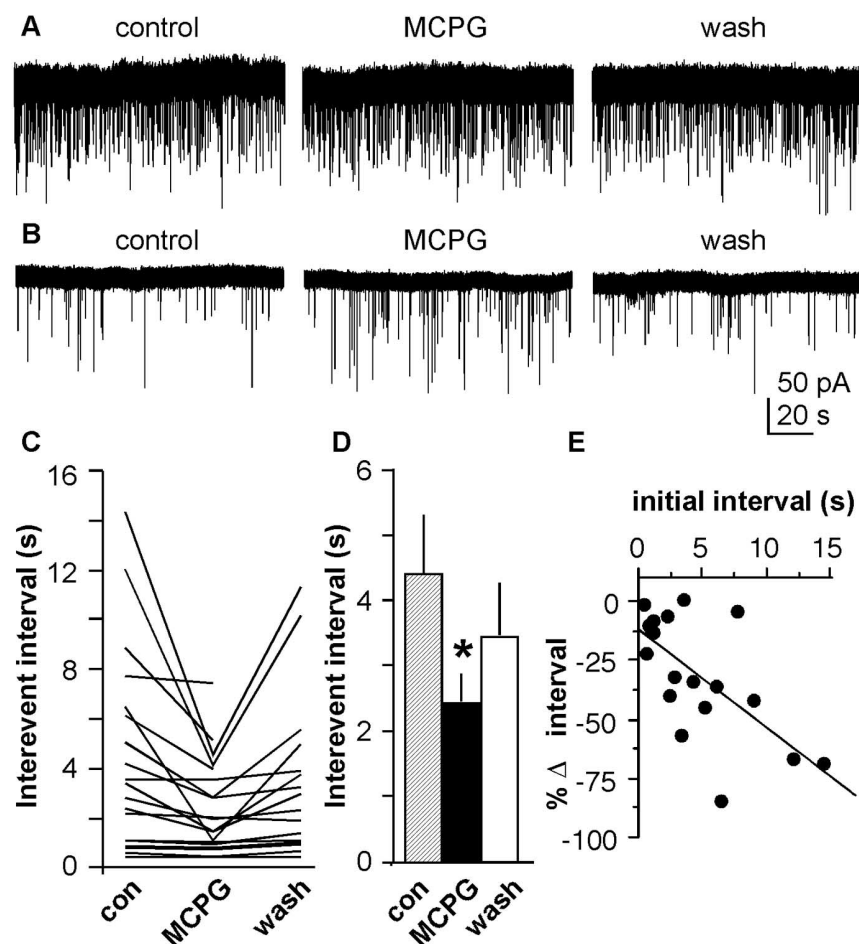 A
control MCPG wash
B
control MCPG wash
50 pA
20 s
C
16
12
8
4
0
Interevent interval (s)
con MCPG wash
D
6
4
2
0
Interevent interval (s)
*
con MCPG wash
E
initial interval (s)
0 5 10 15
0
-25
-50
-75
-100
% Δ interval